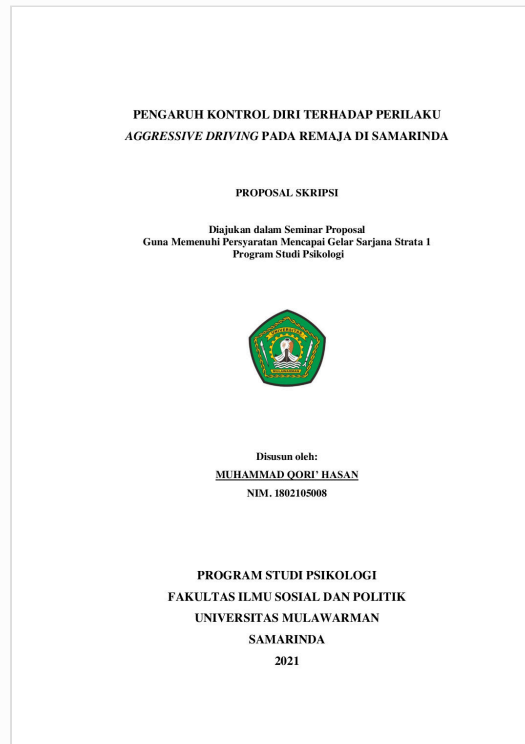 PENGARUH KONTROL DIRI TERHADAP PERILAKU
AGGRESSIVE DRIVING PADA REMAJA DI SAMARINDA
PROPOSAL SKRIPSI
Diajukan dalam Seminar Proposal
Guna Memenuhi Persyaratan Mencapai Gelar Sarjana Strata 1
Program Studi Psikologi
UNIVERSITAS
MULAWARMAN
Disusun oleh:
MUHAMMAD QORI’ HASAN
NIM. 1802105008
PROGRAM STUDI PSIKOLOGI
FAKULTAS ILMU SOSIAL DAN POLITIK
UNIVERSITAS MULAWARMAN
SAMARINDA
2021